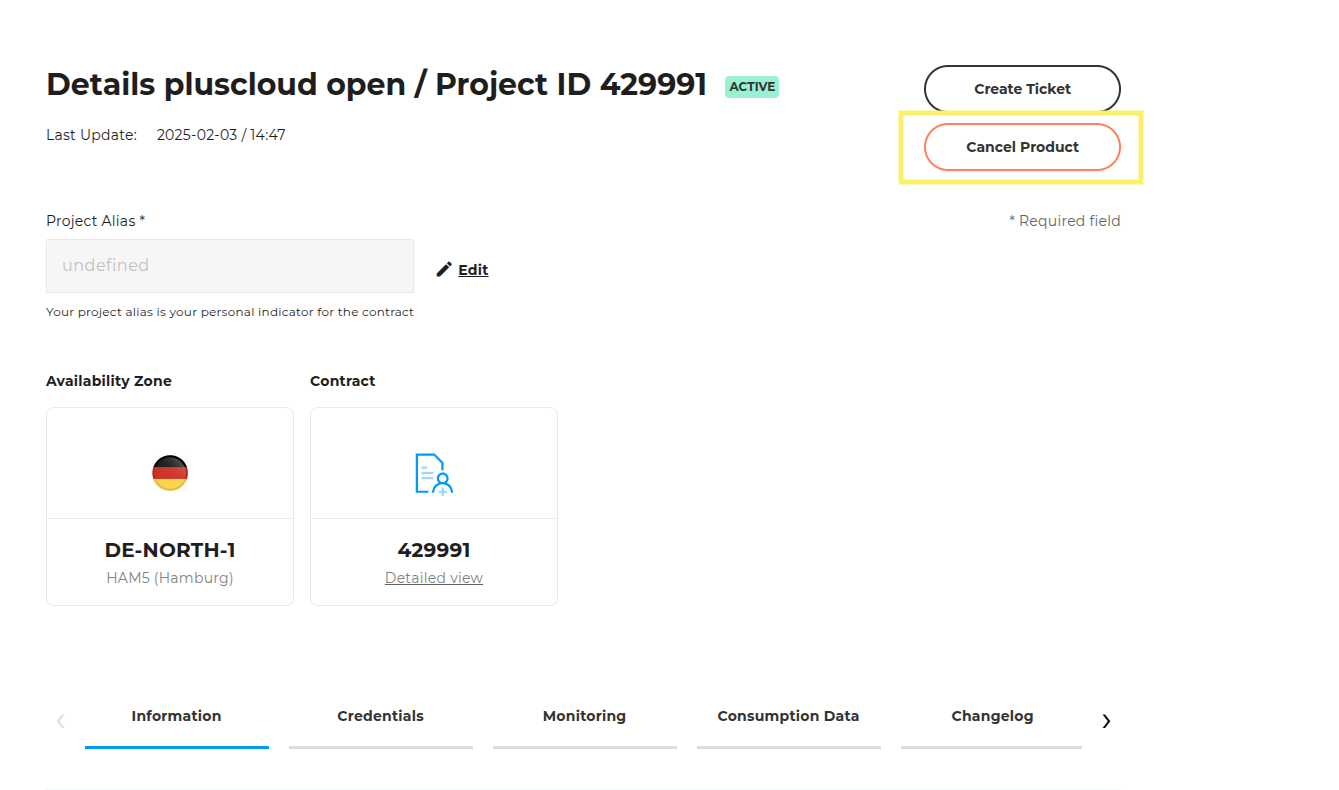 Details pluscloud open / Project ID 429991 ACTIVE
Create Ticket
Last Update: 2025-02-03 / 14:47
Cancel Product
Project Alias *
* Required field
undefined
Edit
Your project alias is your personal indicator for the contract
Availability Zone
Contract
DE-NORTH-1
HAM5 (Hamburg)
429991
Detailed view
Information
Credentials
Monitoring
Consumption Data
Changelog